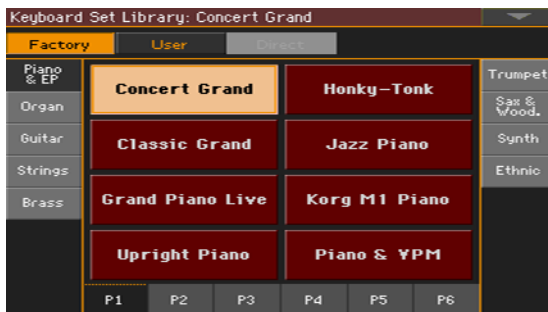 Keyboard Set Library: Concert Grand
Factory
User
Direct
Piano
& EP
Organ
Guitar
Strings
Brass
Concert Grand
Honky-Tonk
Classic Grand
Jazz Piano
Grand Piano Live
Korg M1 Piano
Upright Piano
Piano & VPM
Trumpet
Sax &
Wood.
Synth
Ethnic
P1
P2
P3
P4
P5
P6